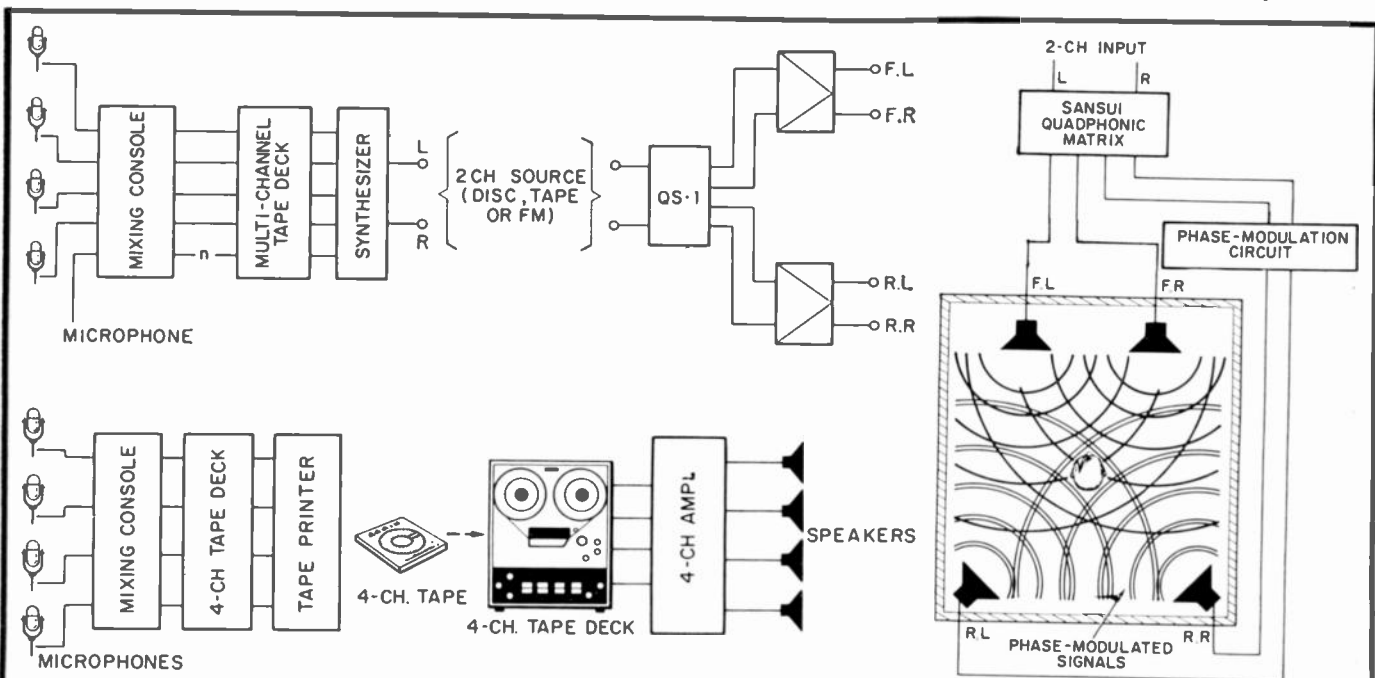 MIXING CONSOLE
MULTI-CHANNEL
TAPE DECK
SYNTHESIZER
n
L
R
2 CH SOURCE
(DISC, TAPE
OR FM)
QS-1
F.L
F.R
R.L
R.R
MICROPHONE
2-CH INPUT
L
R
SANSUI
QUADPHONIC
MATRIX
PHASE-MODULATION
CIRCUIT
F.L
F.R
R.L
R.R
PHASE-MODULATED
SIGNALS
MIXING CONSOLE
4-CH TAPE DECK
TAPE PRINTER
4-CH. TAPE
4-CH. TAPE DECK
4-CH AMPL
SPEAKERS
MICROPHONES